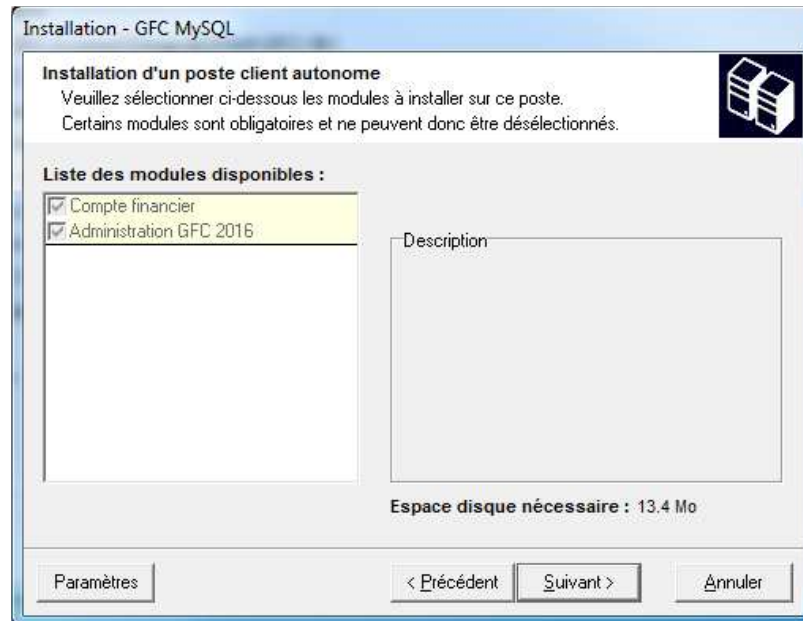 Installation - GFC MySQL
Installation d'un poste client autonome
Veuillez sélectionner ci-dessous les modules à installer sur ce poste.
Certains modules sont obligatoires et ne peuvent donc être désélectionnés.
Liste des modules disponibles :
Compte financier
Administration GFC 2016
Description
Espace disque nécessaire : 13.4 Mo
Paramètres
< Précédent
Suivant >
Annuler